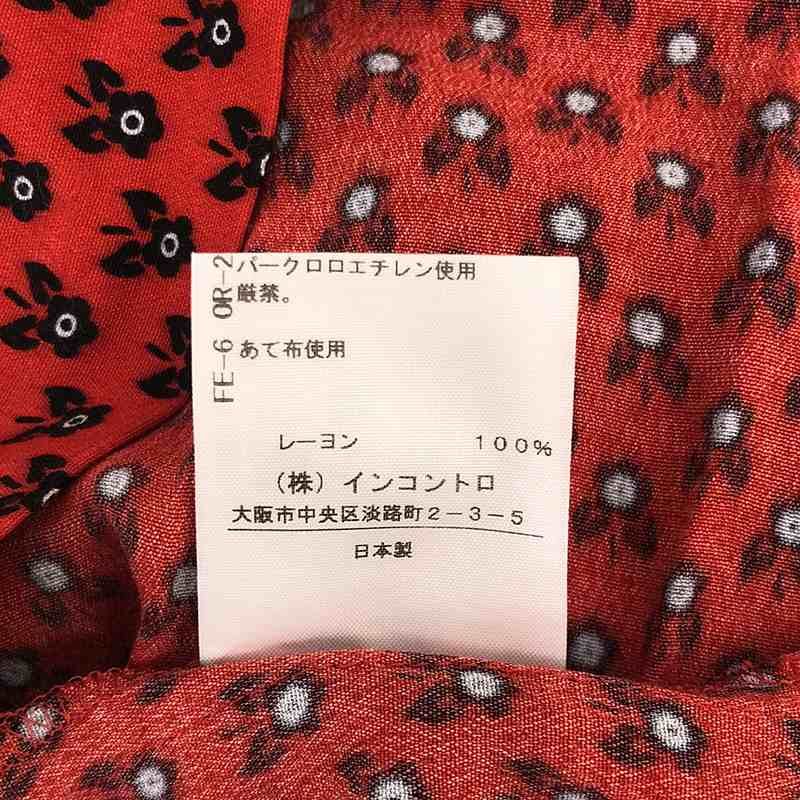 パークロロエチレン使用
厳禁。
あて布使用
FE-6 OR-2
レーヨン 100%
(株)インコントロ
大阪市中央区淡路町2-3-5
日本製